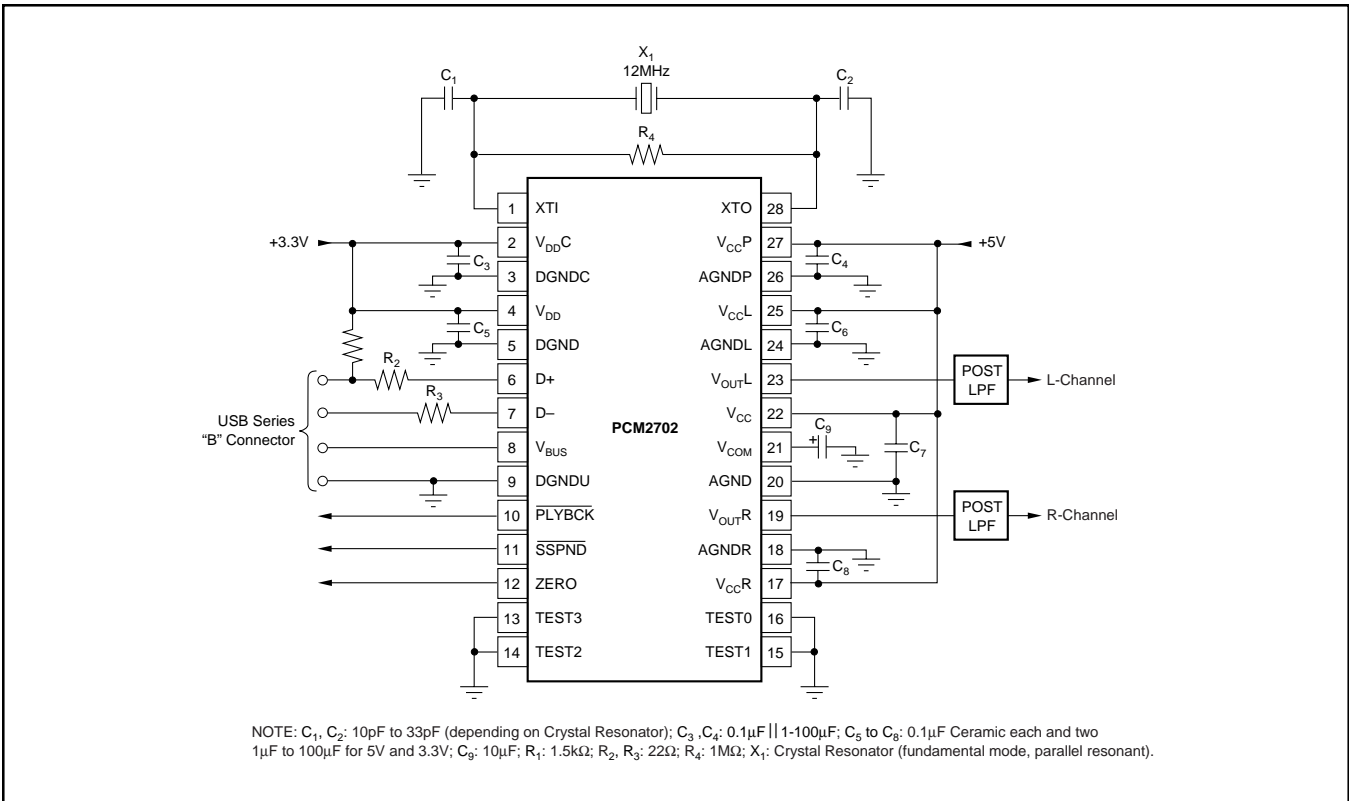 X1
12MHz
C1
C2
R4
1 XTI
XTO 28
+3.3V
2 VDDC
VCCP 27
+5V
C3
C4
3 DGNDC
AGNDP 26
4 VDD
VCCL 25
C5
C6
5 DGND
AGNDL 24
R2
6 D+
VOUTL 23
POST
LPF
L-Channel
R3
7 D–
VCC 22
USB Series
“B” Connector
PCM2702
8 VBUS
VCOM 21
+
C9
C7
9 DGNDU
AGND 20
10 PLYBCK
VOUTR 19
POST
LPF
R-Channel
11 SSPND
AGNDR 18
C8
12 ZERO
VCCR 17
13 TEST3
TEST0 16
14 TEST2
TEST1 15
NOTE: C1, C2: 10pF to 33pF (depending on Crystal Resonator); C3 ,C4: 0.1µF || 1-100µF; C5 to C8: 0.1µF Ceramic each and two
1µF to 100µF for 5V and 3.3V; C9: 10µF; R1: 1.5kΩ; R2, R3: 22Ω; R4: 1MΩ; X1: Crystal Resonator (fundamental mode, parallel resonant).